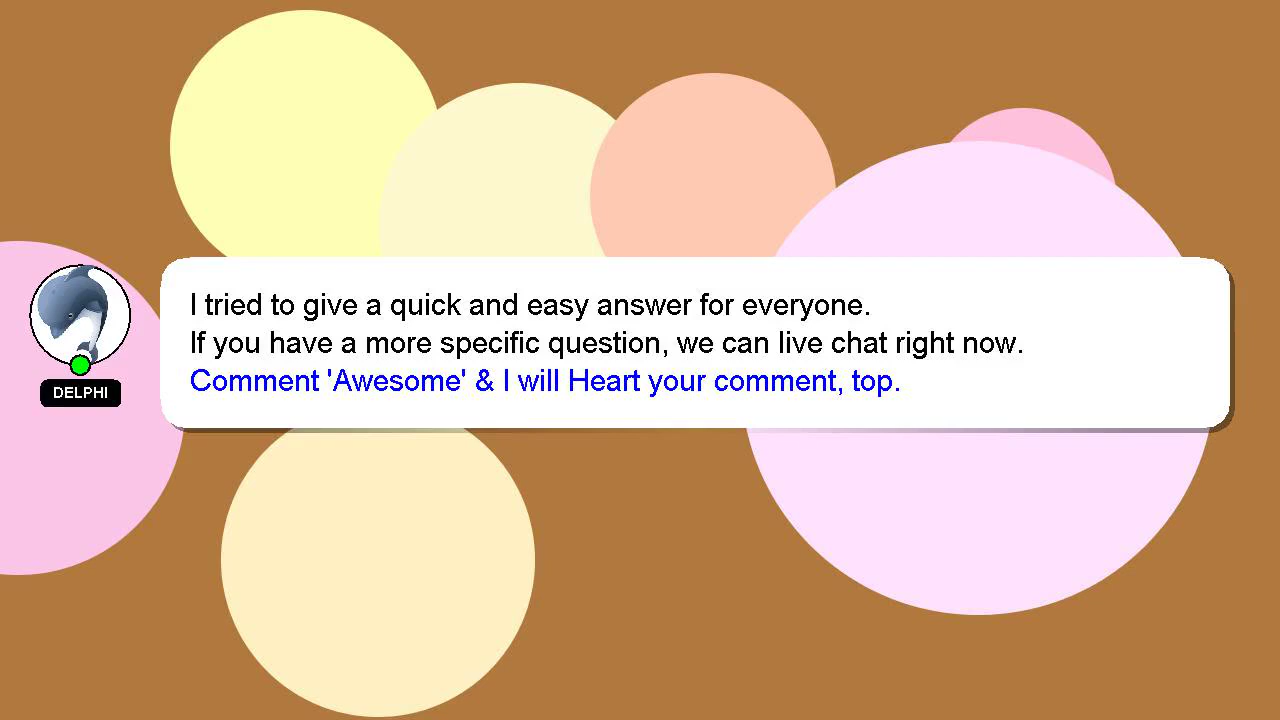 I tried to give a quick and easy answer for everyone.
If you have a more specific question, we can live chat right now.
Comment 'Awesome' & I will Heart your comment, top.
DELPHI